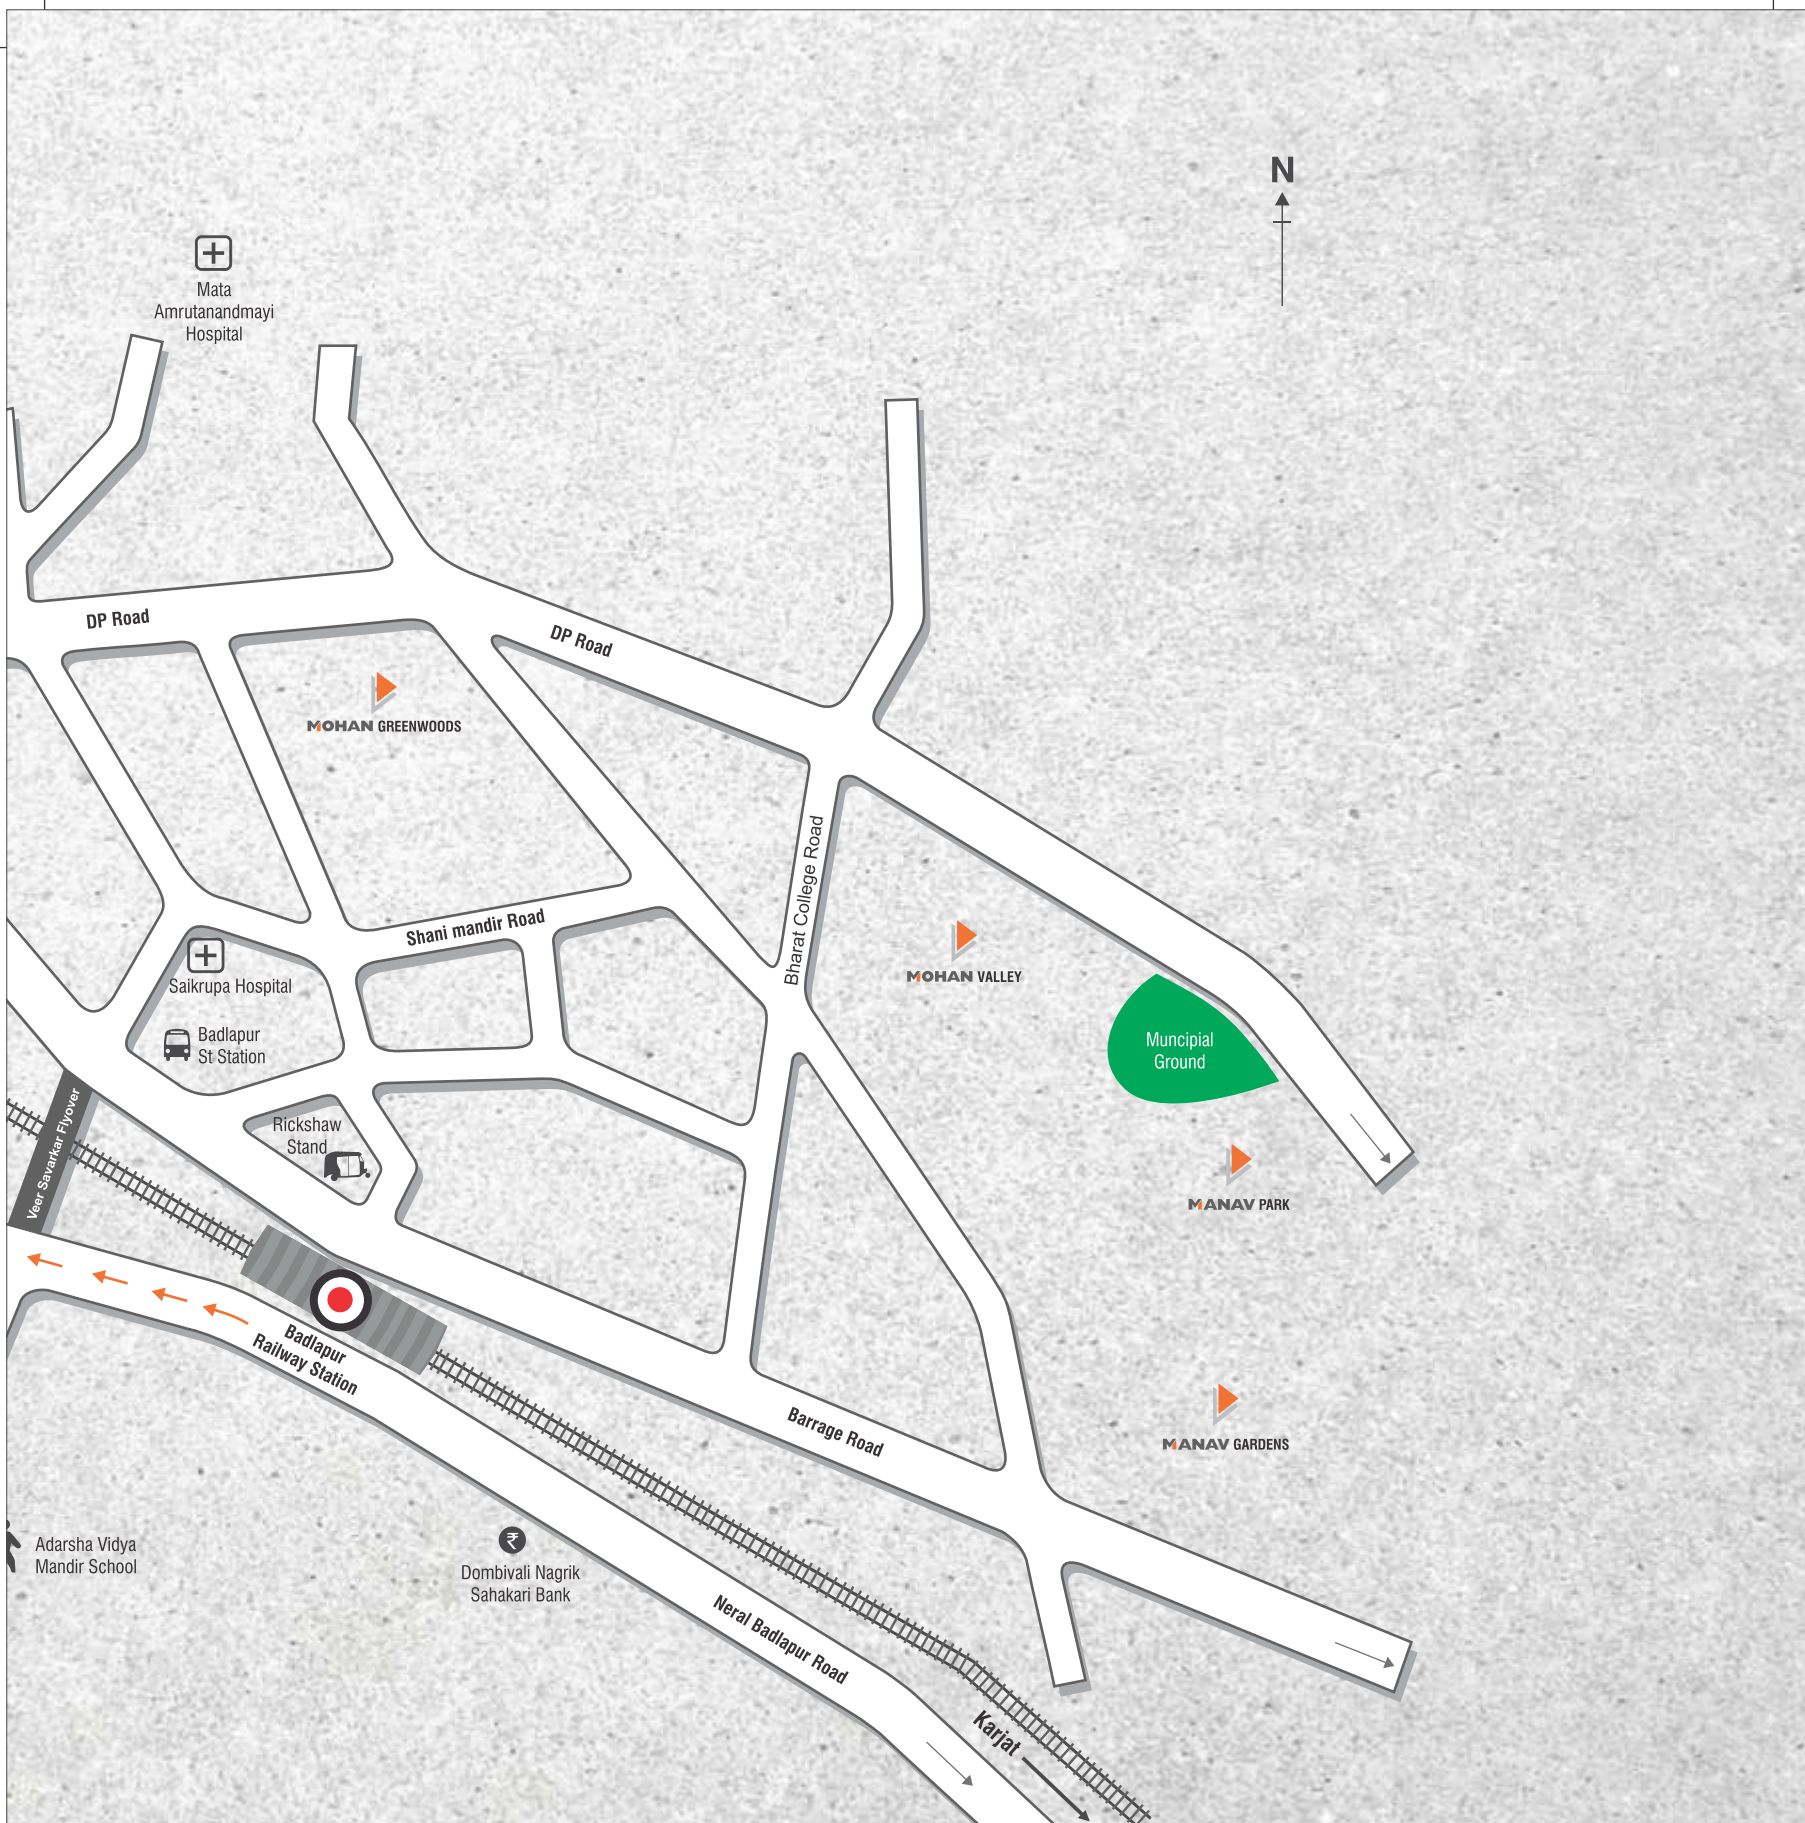 N
Mata
Amrutanandmayi
Hospital
DP Road
DP Road
MOHAN GREENWOODS
Bharat College Road
Shani mandir Road
MOHAN VALLEY
Saikrupa Hospital
Badlapur
St Station
Muncipial
Ground
Rickshaw
Stand
Veer Savarkar Flyover
MANAV PARK
Badlapur
Railway Station
Barrage Road
MANAV GARDENS
Adarsha Vidya
Mandir School
₹
Dombivali Nagrik
Sahakari Bank
Neral Badlapur Road
Karjat